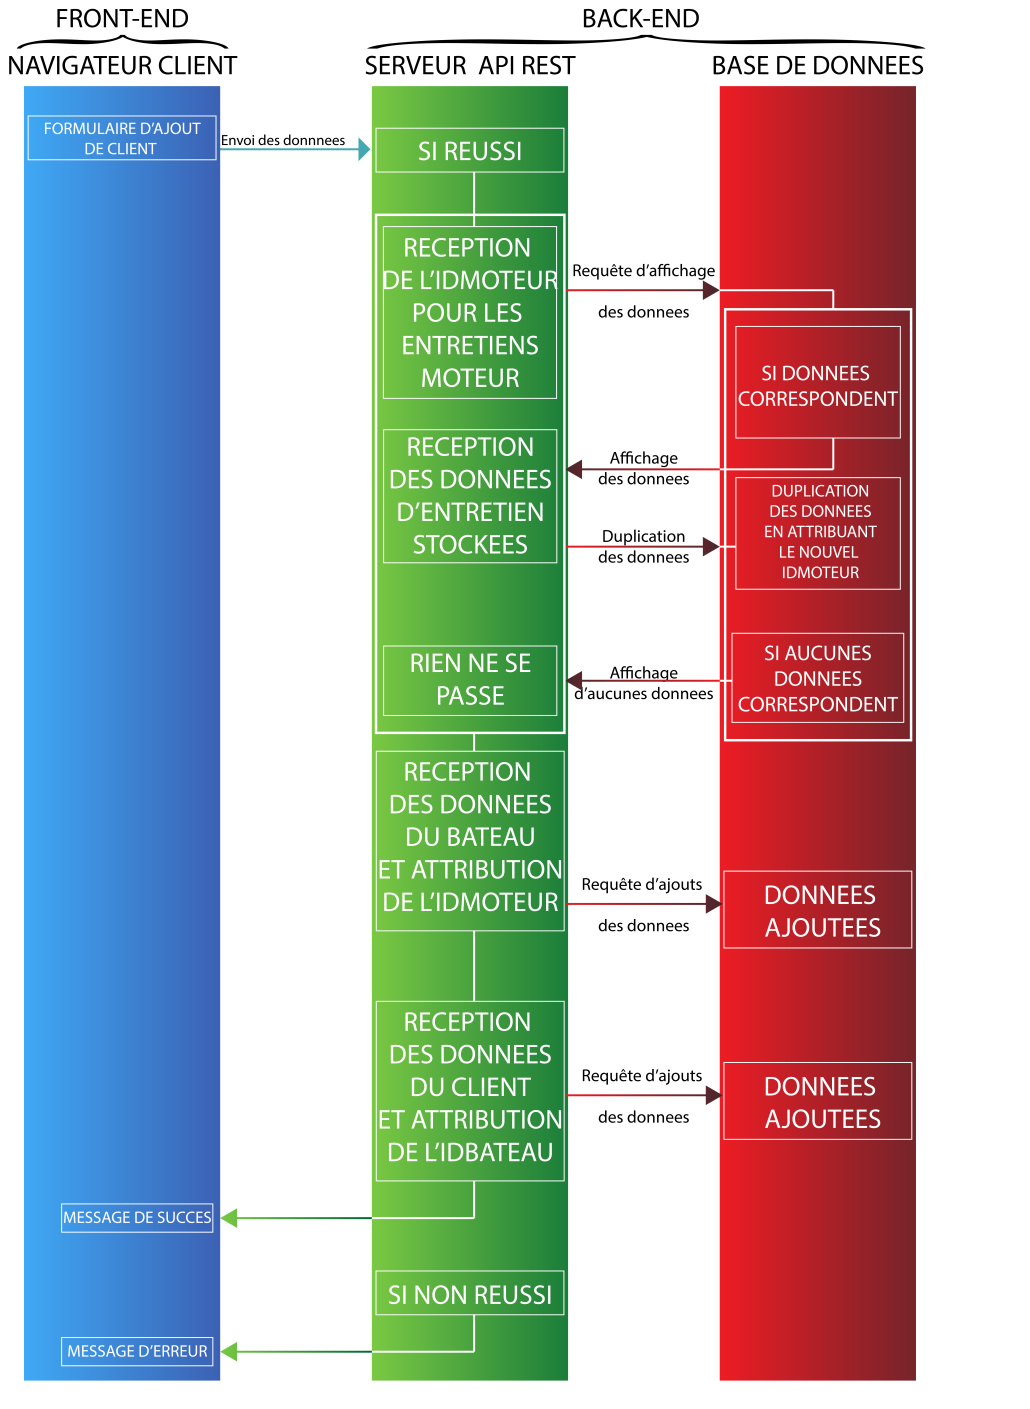 FRONT-END
BACK-END
NAVIGATEUR CLIENT
SERVEUR API REST
BASE DE DONNEES
FORMULAIRE D'AJOUT
DE CLIENT
Envoi des donnnees
SI REUSSI
RECEPTION
DE L'IDMOTEUR
POUR LES
ENTRETIENS
MOTEUR
Requête d'affichage
des donnees
SI DONNEES
CORRESPONDENT
Affichage
des donnees
RECEPTION
DES DONNEES
D'ENTRETIEN
STOCKEES
Duplication
des donnees
DUPLICATION
DES DONNEES
EN ATTRIBUANT
LE NOUVEL
IDMOTEUR
RIEN NE SE
PASSE
Affichage
d'aucunes donnees
SI AUCUNES
DONNEES
CORRESPONDENT
RECEPTION
DES DONNEES
DU BATEAU
ET ATTRIBUTION
DE L'IDMOTEUR
Requête d'ajouts
des donnees
DONNEES
AJOUTEES
RECEPTION
DES DONNEES
DU CLIENT
ET ATTRIBUTION
DE L'IDBATEAU
Requête d'ajouts
des donnees
DONNEES
AJOUTEES
MESSAGE DE SUCCES
SI NON REUSSI
MESSAGE D'ERREUR